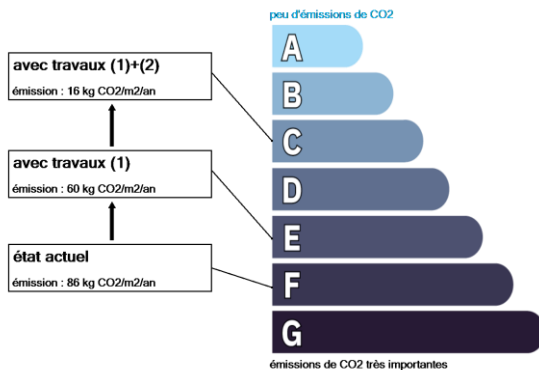 peu d'émissions de CO2
A
avec travaux (1)+(2)
émission : 16 kg CO2/m2/an
B
C
avec travaux (1)
émission : 60 kg CO2/m2/an
D
E
état actuel
émission : 86 kg CO2/m2/an
F
G
émissions de CO2 très importantes